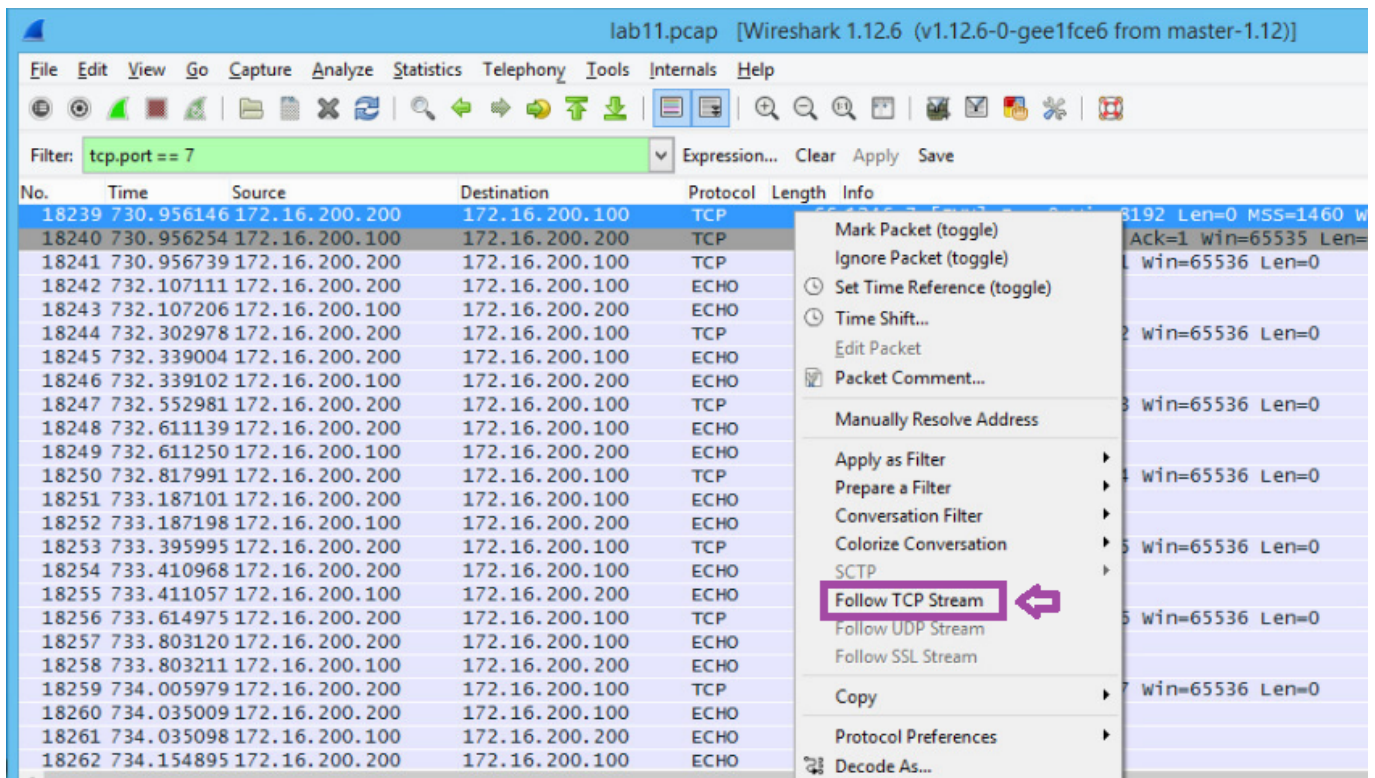 lab11.pcap [Wireshark 1.12.6 (v1.12.6-0-gee1fce6 from master-1.12)]
File Edit View Go Capture Analyze Statistics Telephony Tools Internals Help
Filter: tcp.port == 7 Expression... Clear Apply Save
No. Time Source Destination Protocol Length Info
18239 730.956146 172.16.200.200 172.16.200.100 TCP 8192 Len=0 MSS=1460
18240 730.956254 172.16.200.100 172.16.200.200 TCP Ack=1 Win=65535 Len=
18241 730.956739 172.16.200.200 172.16.200.100 TCP Win=65536 Len=0
18242 732.107111 172.16.200.200 172.16.200.100 ECHO
18243 732.107206 172.16.200.100 172.16.200.200 ECHO
18244 732.302978 172.16.200.200 172.16.200.100 TCP 2 Win=65536 Len=0
18245 732.339004 172.16.200.200 172.16.200.100 ECHO
18246 732.339102 172.16.200.100 172.16.200.200 ECHO
18247 732.552981 172.16.200.200 172.16.200.100 TCP 3 Win=65536 Len=0
18248 732.611139 172.16.200.200 172.16.200.100 ECHO
18249 732.611250 172.16.200.100 172.16.200.200 ECHO
18250 732.817991 172.16.200.200 172.16.200.100 TCP 4 Win=65536 Len=0
18251 733.187101 172.16.200.200 172.16.200.100 ECHO
18252 733.187198 172.16.200.100 172.16.200.200 ECHO
18253 733.395995 172.16.200.200 172.16.200.100 TCP 5 Win=65536 Len=0
18254 733.410968 172.16.200.200 172.16.200.100 ECHO
18255 733.411057 172.16.200.100 172.16.200.200 ECHO
18256 733.614975 172.16.200.200 172.16.200.100 TCP 6 Win=65536 Len=0
18257 733.803120 172.16.200.200 172.16.200.100 ECHO
18258 733.803211 172.16.200.100 172.16.200.200 ECHO
18259 734.005979 172.16.200.200 172.16.200.100 TCP 7 Win=65536 Len=0
18260 734.035009 172.16.200.200 172.16.200.100 ECHO
18261 734.035098 172.16.200.100 172.16.200.200 ECHO
18262 734.154895 172.16.200.200 172.16.200.100 ECHO
Mark Packet (toggle)
Ignore Packet (toggle)
Set Time Reference (toggle)
Time Shift...
Edit Packet
Packet Comment...
Manually Resolve Address
Apply as Filter
Prepare a Filter
Conversation Filter
Colorize Conversation
SCTP
Follow TCP Stream
Follow UDP Stream
Follow SSL Stream
Copy
Protocol Preferences
Decode As...